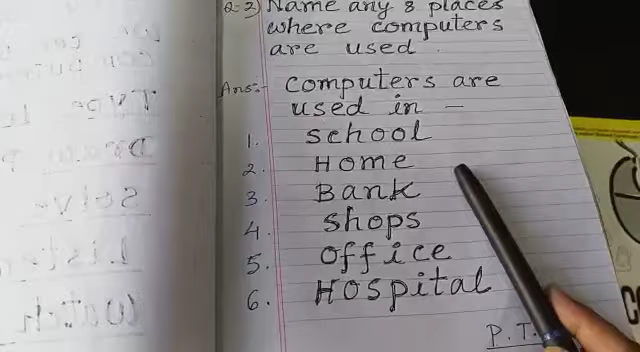 Q-2) Name any 8 places
where computers
are used.
Ans:- Computers are
used in —
1. School
2. Home
3. Bank
4. Shops
5. Office
6. Hospital
P.T.